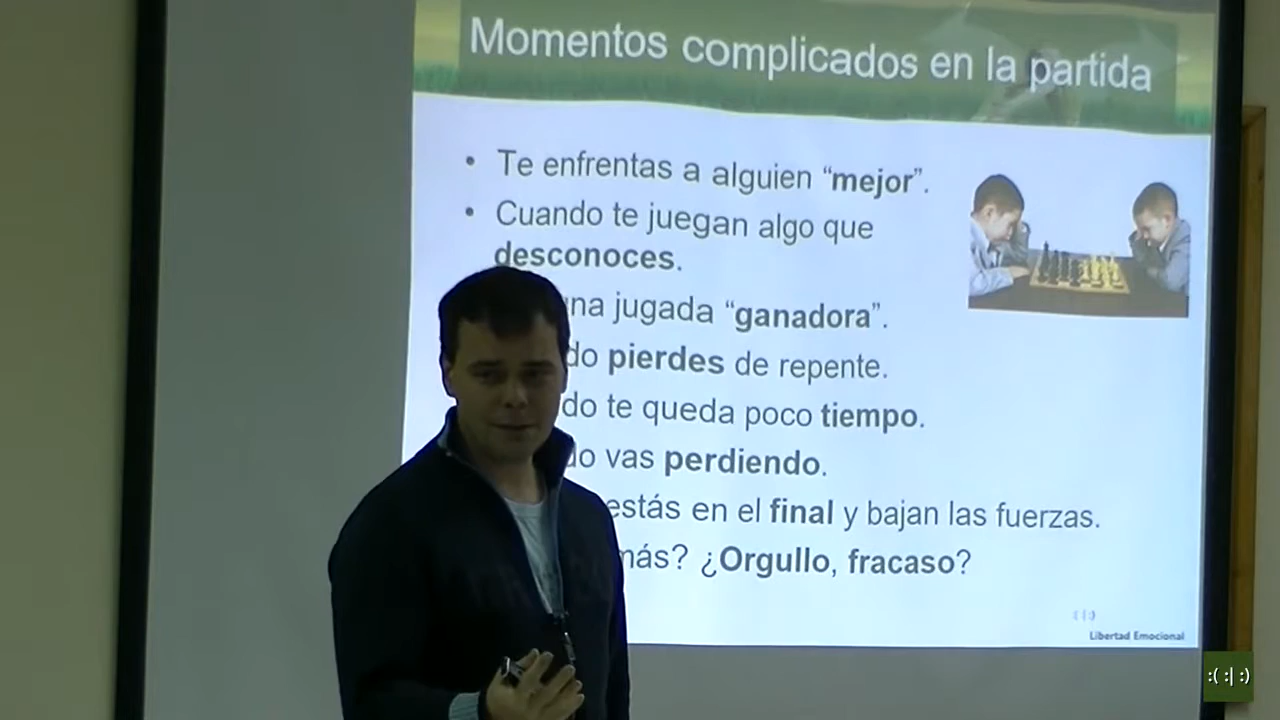 Momentos complicados en la partida
• Te enfrentas a alguien “mejor”.
• Cuando te juegan algo que
desconoces.
na jugada “ganadora”.
do pierdes de repente.
do te queda poco tiempo.
do vas perdiendo.
estás en el final y bajan las fuerzas.
más? ¿Orgullo, fracaso?
:( :| :)
Libertad Emocional
:( :| :)